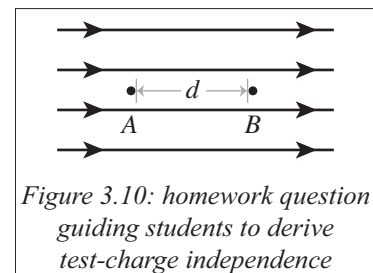 d
A B
Figure 3.10: homework question
guiding students to derive
test-charge independence